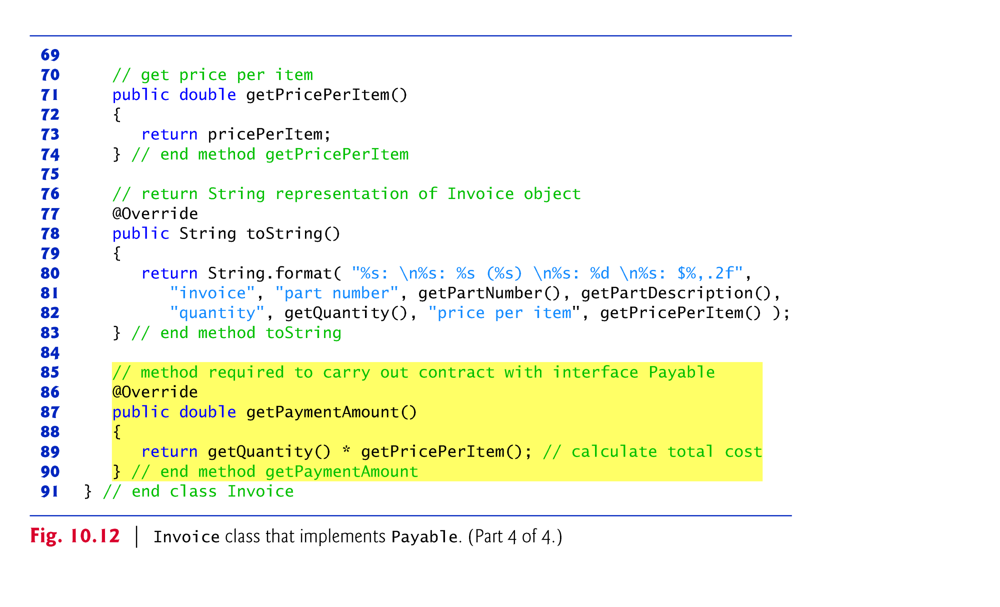 69
70 // get price per item
71 public double getPricePerItem()
72 {
73 return pricePerItem;
74 } // end method getPricePerItem
75
76 // return String representation of Invoice object
77 @Override
78 public String toString()
79 {
80 return String.format( "%s: \n%s: %s (%s) \n%s: %d \n%s: $%,.2f",
81 "invoice", "part number", getPartNumber(), getPartDescription(),
82 "quantity", getQuantity(), "price per item", getPricePerItem() );
83 } // end method toString
84
85 // method required to carry out contract with interface Payable
86 @Override
87 public double getPaymentAmount()
88 {
89 return getQuantity() * getPricePerItem(); // calculate total cost
90 } // end method getPaymentAmount
91 } // end class Invoice
Fig. 10.12 | Invoice class that implements Payable. (Part 4 of 4.)